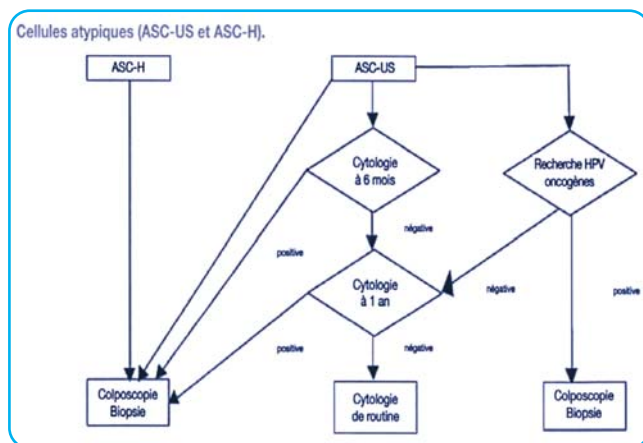 Cellules atypiques (ASC-US et ASC-H).
ASC-H
ASC-US
Cytologie
à 6 mois
Recherche HPV
oncogènes
négative
positive
Cytologie
à 1 an
négative
positive
positive
négative
Colposcopie
Biopsie
Cytologie
de routine
Colposcopie
Biopsie